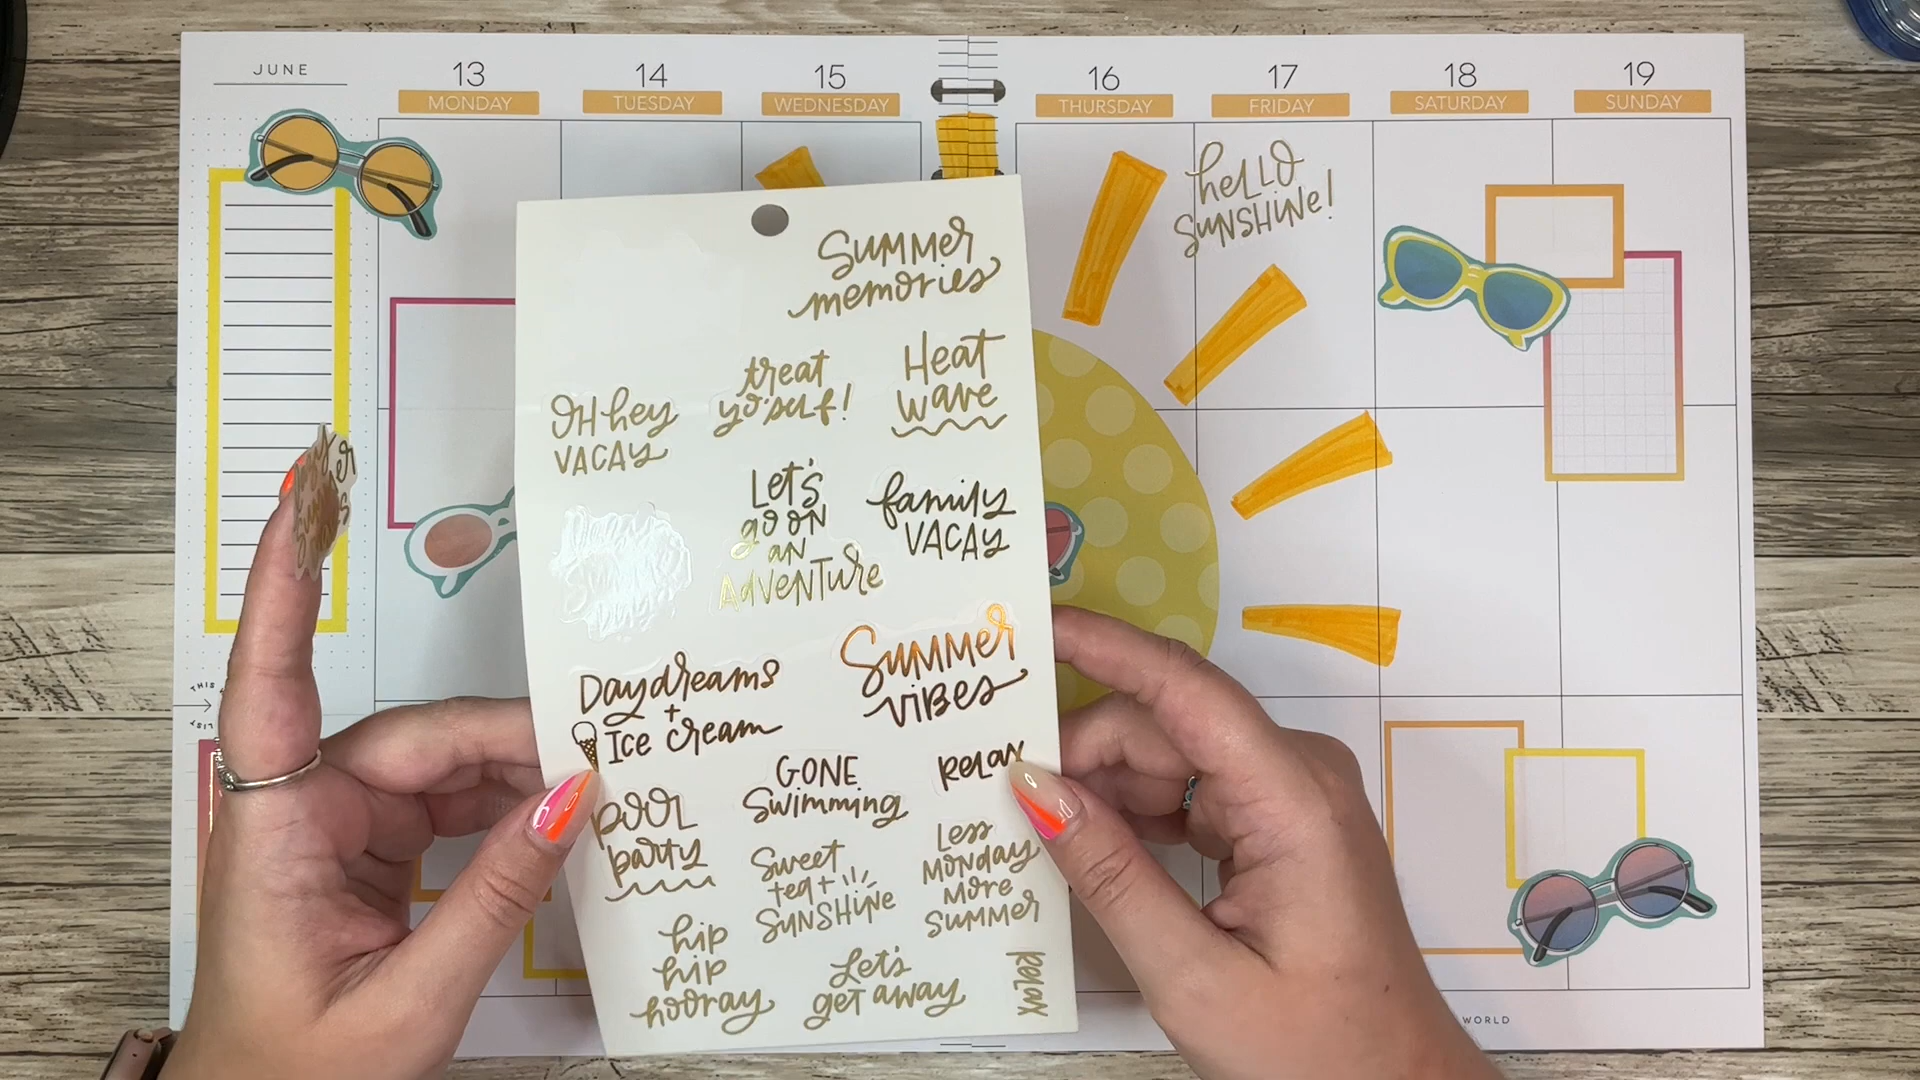 JUNE
13
MONDAY
14
TUESDAY
15
WEDNESDAY
16
THURSDAY
17
FRIDAY
18
SATURDAY
19
SUNDAY
heLLO
SUNSHiNe!
SUMMer
memories
OH hey
VACAY
treat
yo'self!
Heat
wave
Let's
go on
an
AdveNTUre
family
VACAY
Daydreams
+
Ice cream
SUMMer
viBes
POOL
party
GONE
Swimming
ReLax
Sweet
tea +
SUNSHiNe
Less
MoNday
More
SUMMer
hip
hip
hooray
Let's
get away
ReLax
THIS
LIST
WORLD